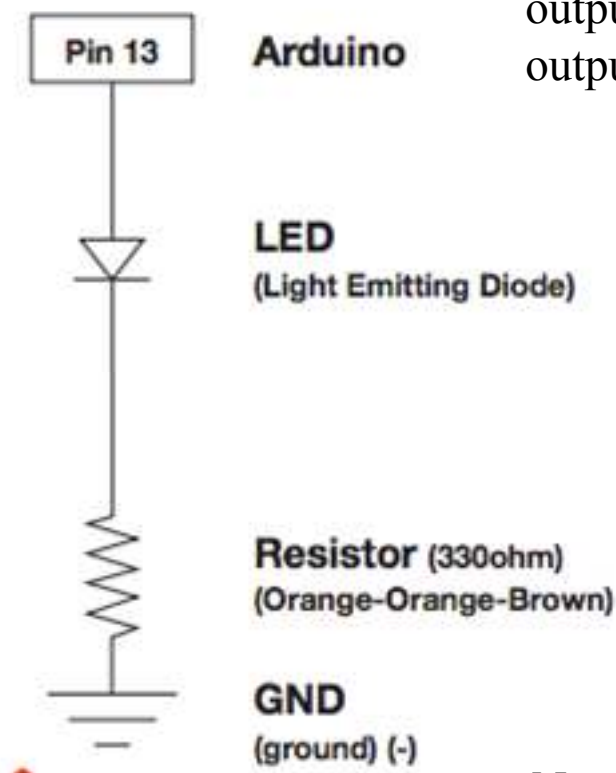 Pin 13
Arduino
LED
(Light Emitting Diode)
Resistor (330ohm)
(Orange-Orange-Brown)
GND
(ground) (-)